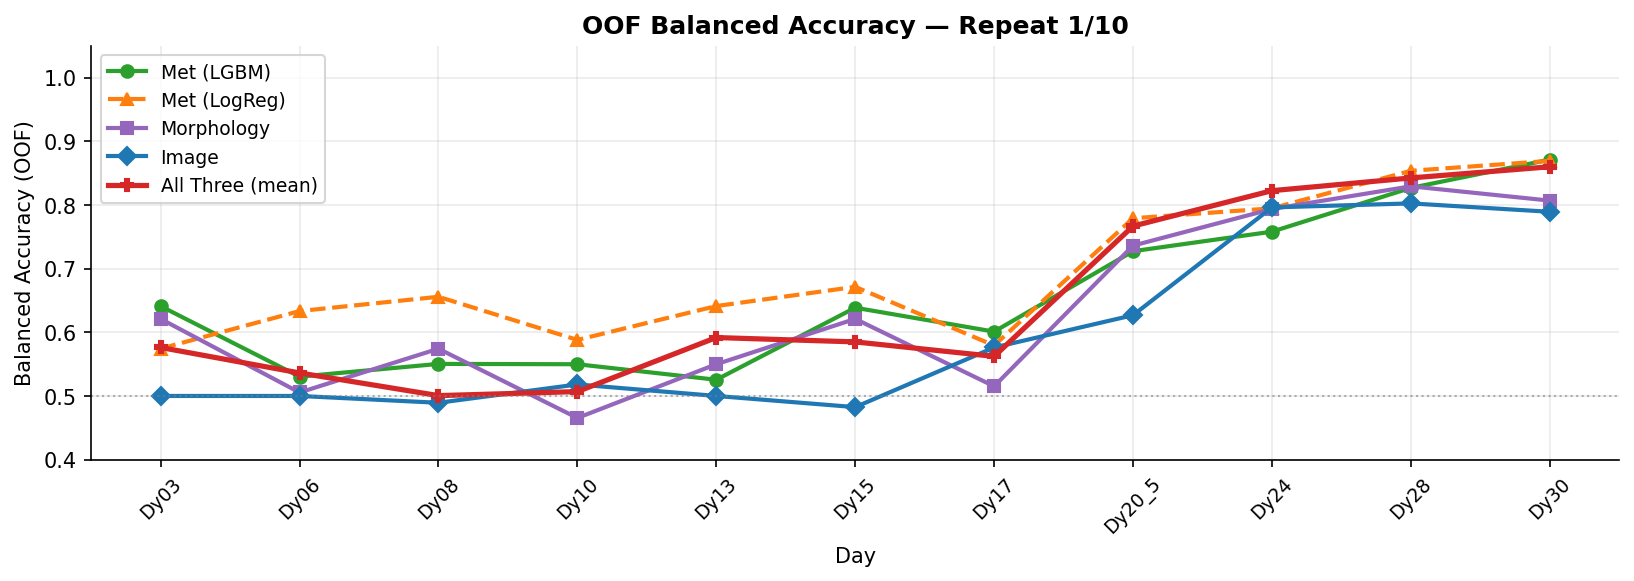 OOF Balanced Accuracy — Repeat 1/10
Met (LGBM)
Met (LogReg)
Morphology
Image
All Three (mean)
Balanced Accuracy (OOF)
1.0
0.9
0.8
0.7
0.6
0.5
0.4
Dy03
Dy06
Dy08
Dy10
Dy13
Dy15
Dy17
Dy20_5
Dy24
Dy28
Dy30
Day